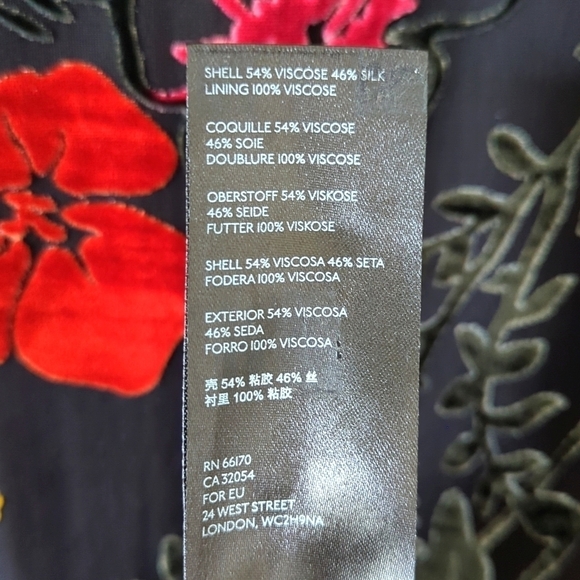 SHELL 54% VISCOSE 46% SILK
LINING 100% VISCOSE
COQUILLE 54% VISCOSE
46% SOIE
DOUBLURE 100% VISCOSE
OBERSTOFF 54% VISKOSE
46% SEIDE
FUTTER 100% VISKOSE
SHELL 54% VISCOSA 46% SETA
FODERA 100% VISCOSA
EXTERIOR 54% VISCOSA
46% SEDA
FORRO 100% VISCOSA
壳 54% 粘胶 46% 丝
衬里 100% 粘胶
RN 66170
CA 32054
FOR EU
24 WEST STREET
LONDON, WC2H9NA